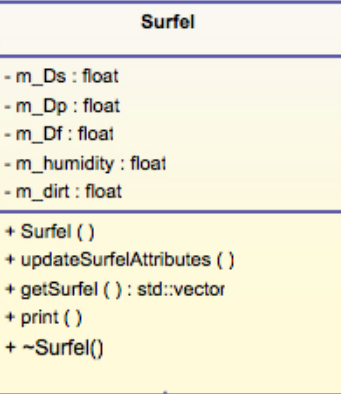 Surfel
- m_Ds : float
- m_Dp : float
- m_Df : float
- m_humidity : float
- m_dirt : float
+ Surfel ( )
+ updateSurfelAttributes ( )
+ getSurfel ( ) : std::vector
+ print ( )
+ ~Surfel()